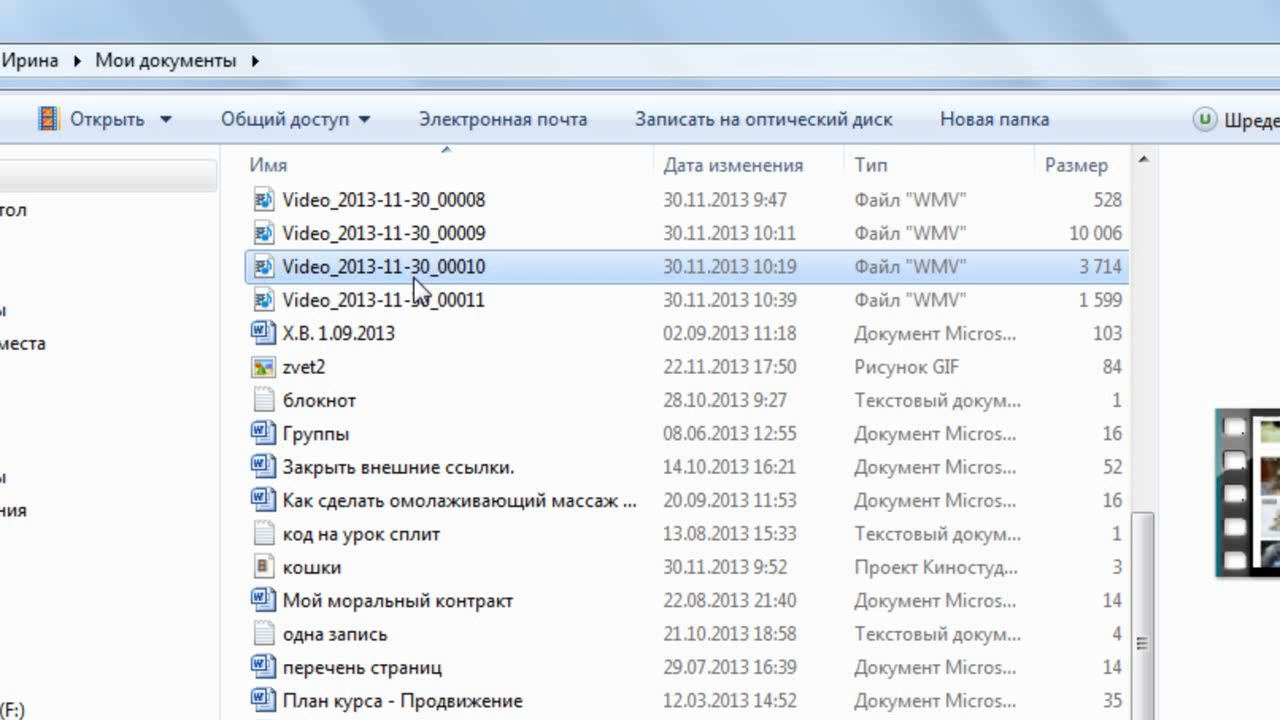 Ирина ▸ Мои документы ▸
Открыть Общий доступ Электронная почта Записать на оптический диск Новая папка
Имя Дата изменения Тип Размер
Video_2013-11-30_00008 30.11.2013 9:47 Файл "WMV" 528
Video_2013-11-30_00009 30.11.2013 10:11 Файл "WMV" 10 006
Video_2013-11-30_00010 30.11.2013 10:19 Файл "WMV" 3 714
Video_2013-11-30_00011 30.11.2013 10:39 Файл "WMV" 1 599
Х.В. 1.09.2013 02.09.2013 11:18 Документ Micros... 103
zvet2 22.11.2013 17:50 Рисунок GIF 84
блокнот 28.10.2013 9:27 Текстовый докум... 1
Группы 08.06.2013 12:55 Документ Micros... 16
Закрыть внешние ссылки. 14.10.2013 16:21 Документ Micros... 52
Как сделать омолаживающий массаж ... 20.09.2013 11:53 Документ Micros... 16
код на урок сплит 13.08.2013 15:33 Текстовый докум... 1
кошки 30.11.2013 9:52 Проект Киностуд... 3
Мой моральный контракт 22.08.2013 21:40 Документ Micros... 14
одна запись 21.10.2013 18:58 Текстовый докум... 4
перечень страниц 29.07.2013 16:39 Документ Micros... 14
План курса - Продвижение 12.03.2013 14:52 Документ Micros... 35
места
(F:)